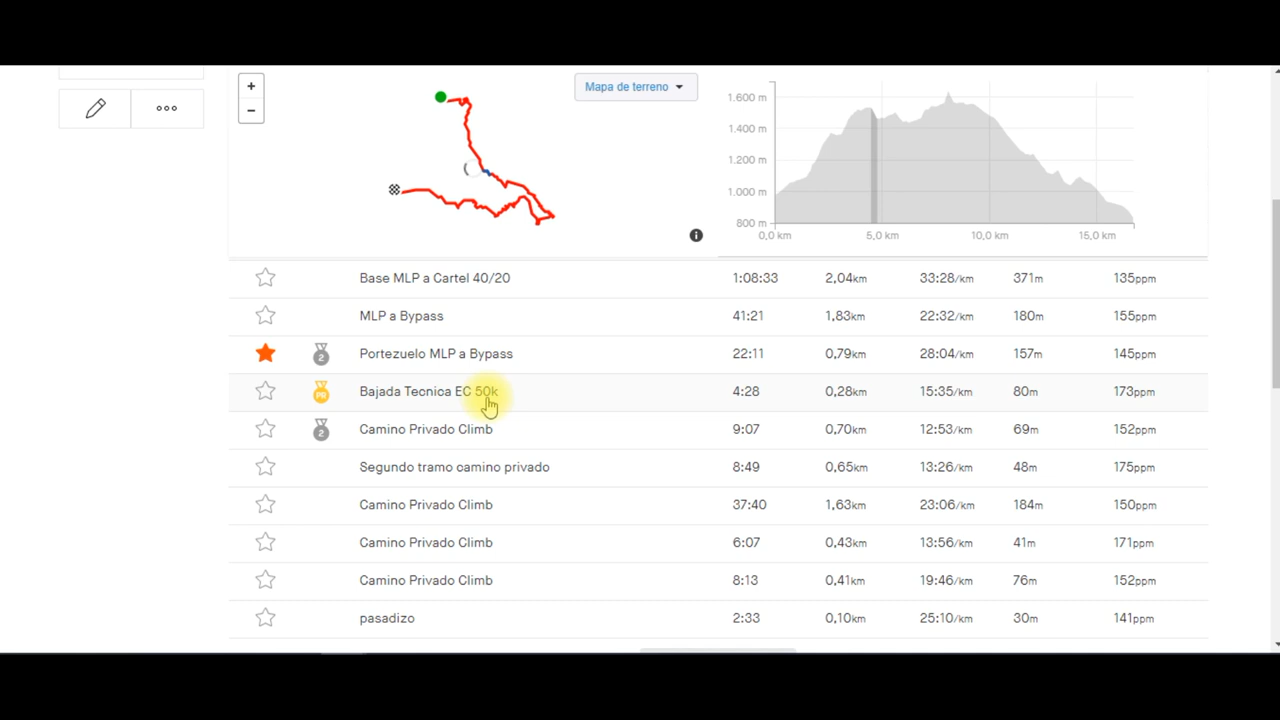 +
−
Mapa de terreno
1.600 m
1.400 m
1.200 m
1.000 m
800 m
0,0 km 5,0 km 10,0 km 15,0 km
Base MLP a Cartel 40/20 1:08:33 2,04km 33:28/km 371m 135ppm
MLP a Bypass 41:21 1,83km 22:32/km 180m 155ppm
2 Portezuelo MLP a Bypass 22:11 0,79km 28:04/km 157m 145ppm
PR Bajada Tecnica EC 50k 4:28 0,28km 15:35/km 80m 173ppm
2 Camino Privado Climb 9:07 0,70km 12:53/km 69m 152ppm
Segundo tramo camino privado 8:49 0,65km 13:26/km 48m 175ppm
Camino Privado Climb 37:40 1,63km 23:06/km 184m 150ppm
Camino Privado Climb 6:07 0,43km 13:56/km 41m 171ppm
Camino Privado Climb 8:13 0,41km 19:46/km 76m 152ppm
pasadizo 2:33 0,10km 25:10/km 30m 141ppm